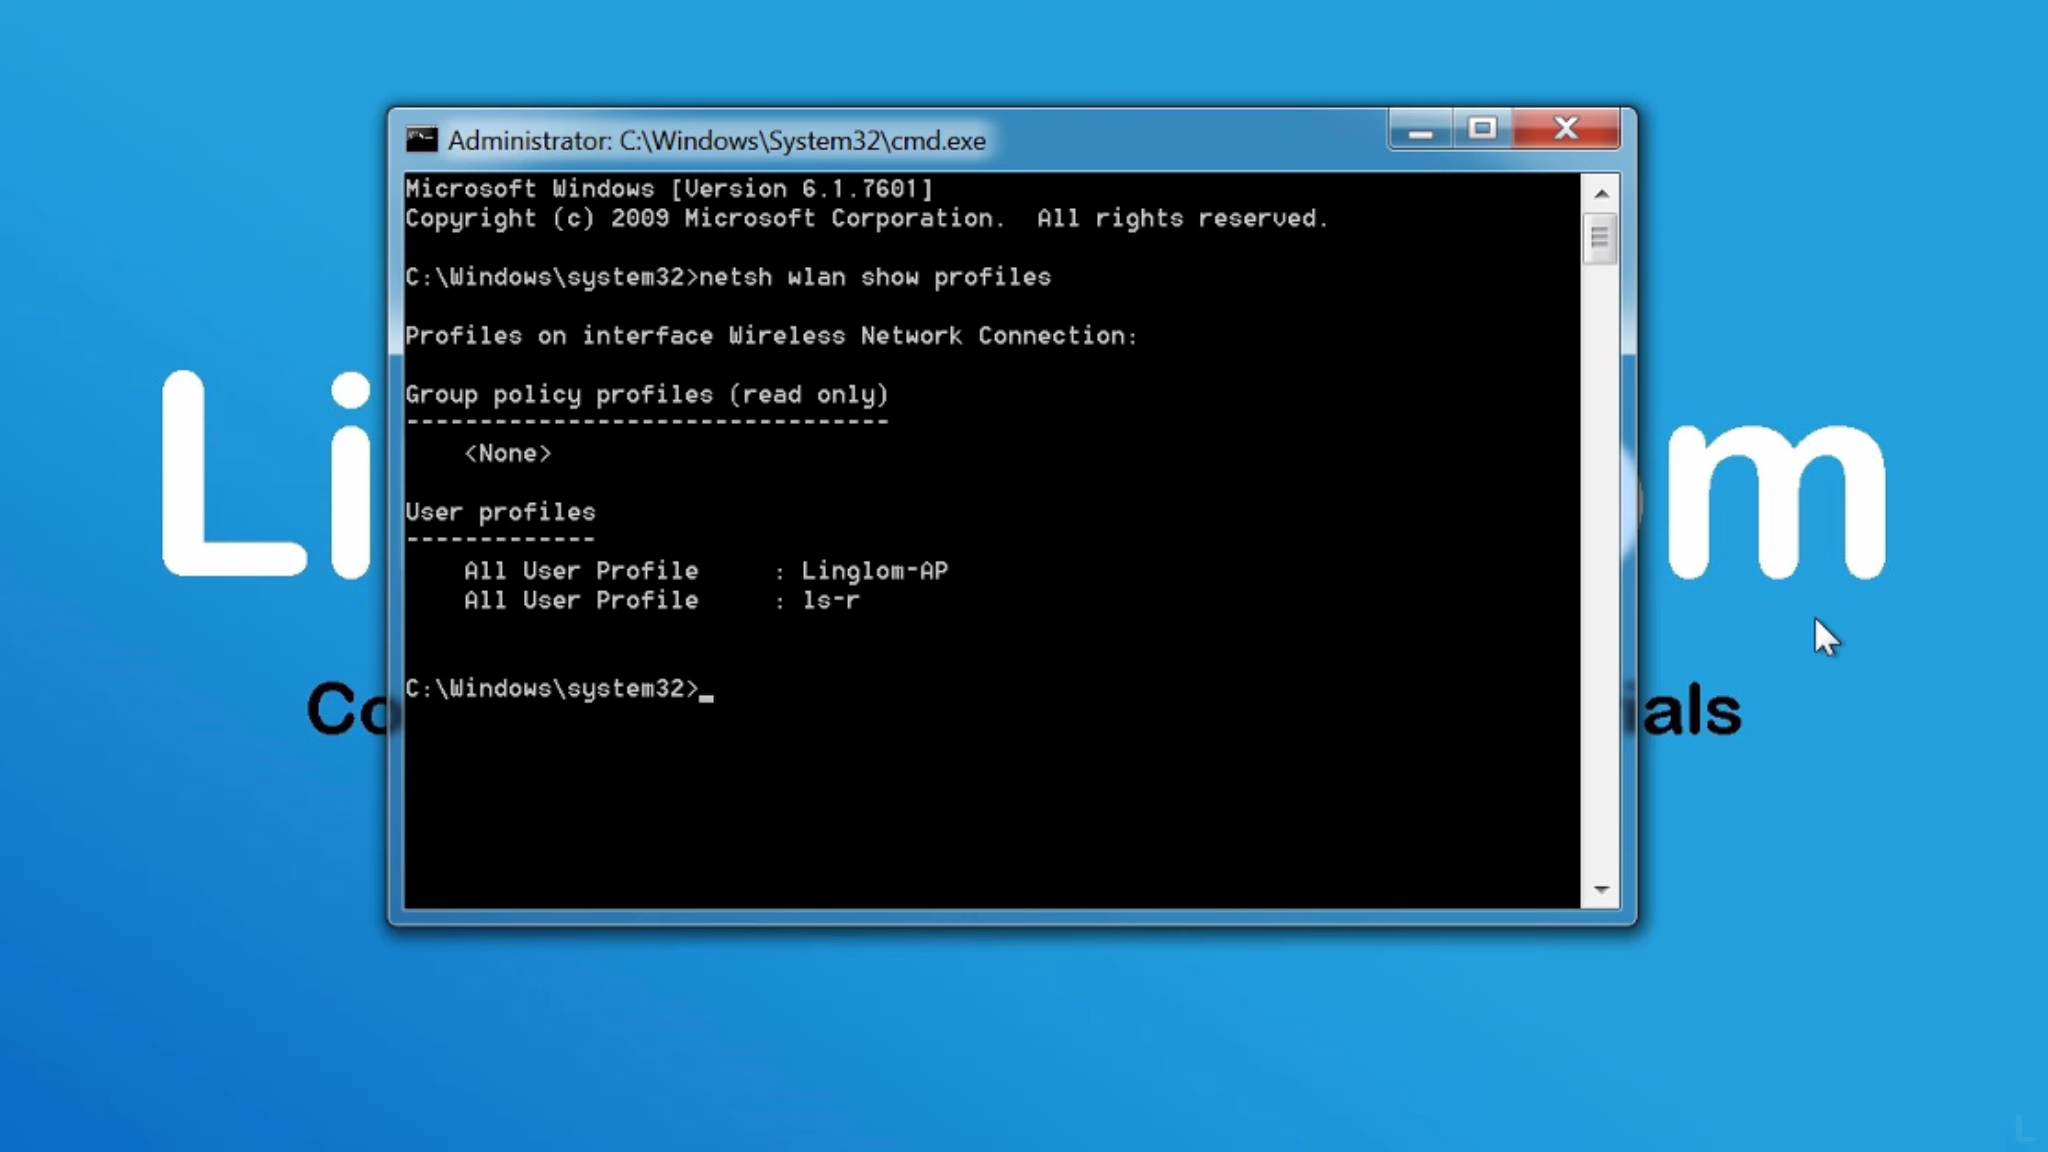 Administrator: C:\Windows\System32\cmd.exe
Microsoft Windows [Version 6.1.7601]
Copyright (c) 2009 Microsoft Corporation.  All rights reserved.
C:\Windows\system32>netsh wlan show profiles
Profiles on interface Wireless Network Connection:
Group policy profiles (read only)
---------------------------------
<None>
User profiles
-------------
All User Profile     : Linglom-AP
All User Profile     : ls-r
C:\Windows\system32>_